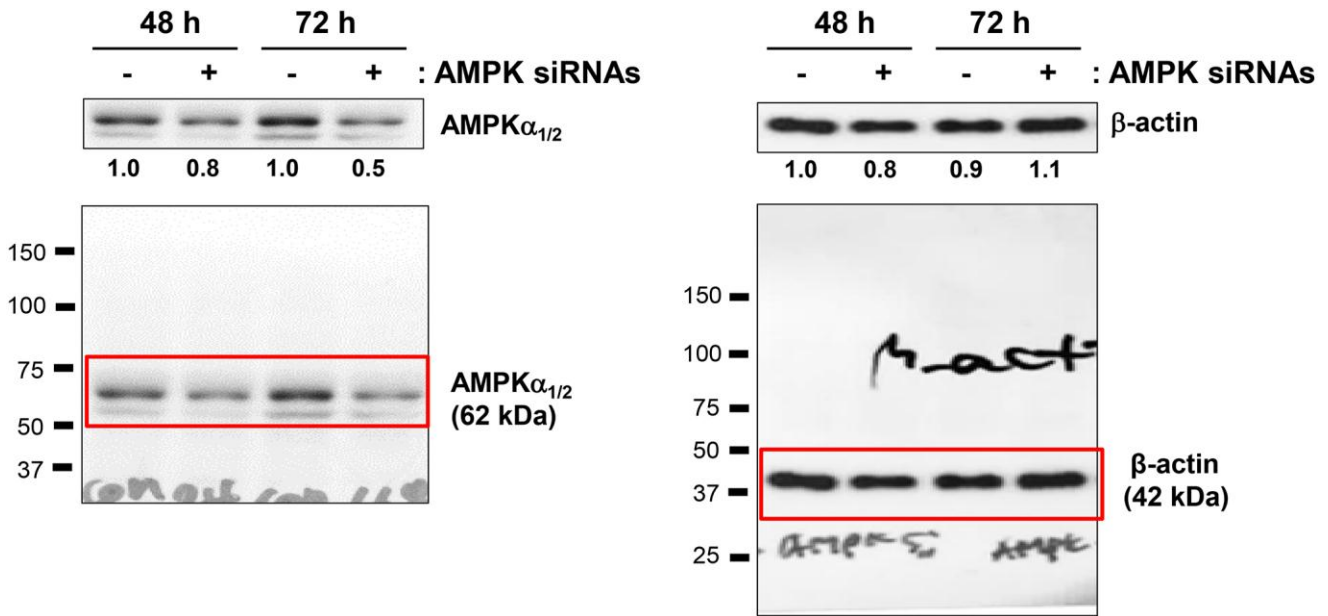 48 h 72 h
- + - + : AMPK siRNAs
AMPKα1/2
1.0 0.8 1.0 0.5
150
100
75
50
37
AMPKα1/2
(62 kDa)
48 h 72 h
- + - + : AMPK siRNAs
β-actin
1.0 0.8 0.9 1.1
150
100
75
50
37
25
β-acti
β-actin
(42 kDa)
AMPK